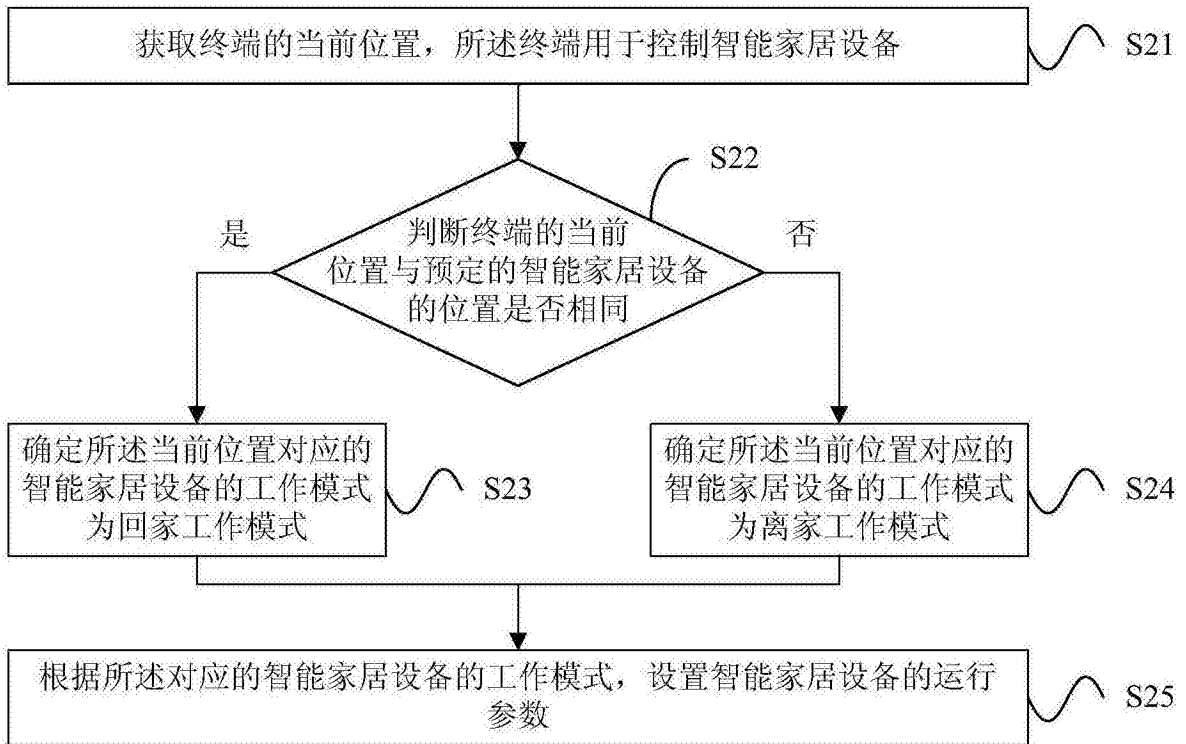 获取终端的当前位置，所述终端用于控制智能家居设备
S21
S22
是
否
判断终端的当前
位置与预定的智能家居设备
的位置是否相同
确定所述当前位置对应的
智能家居设备的工作模式
为回家工作模式
S23
确定所述当前位置对应的
智能家居设备的工作模式
为离家工作模式
S24
根据所述对应的智能家居设备的工作模式，设置智能家居设备的运行
参数
S25